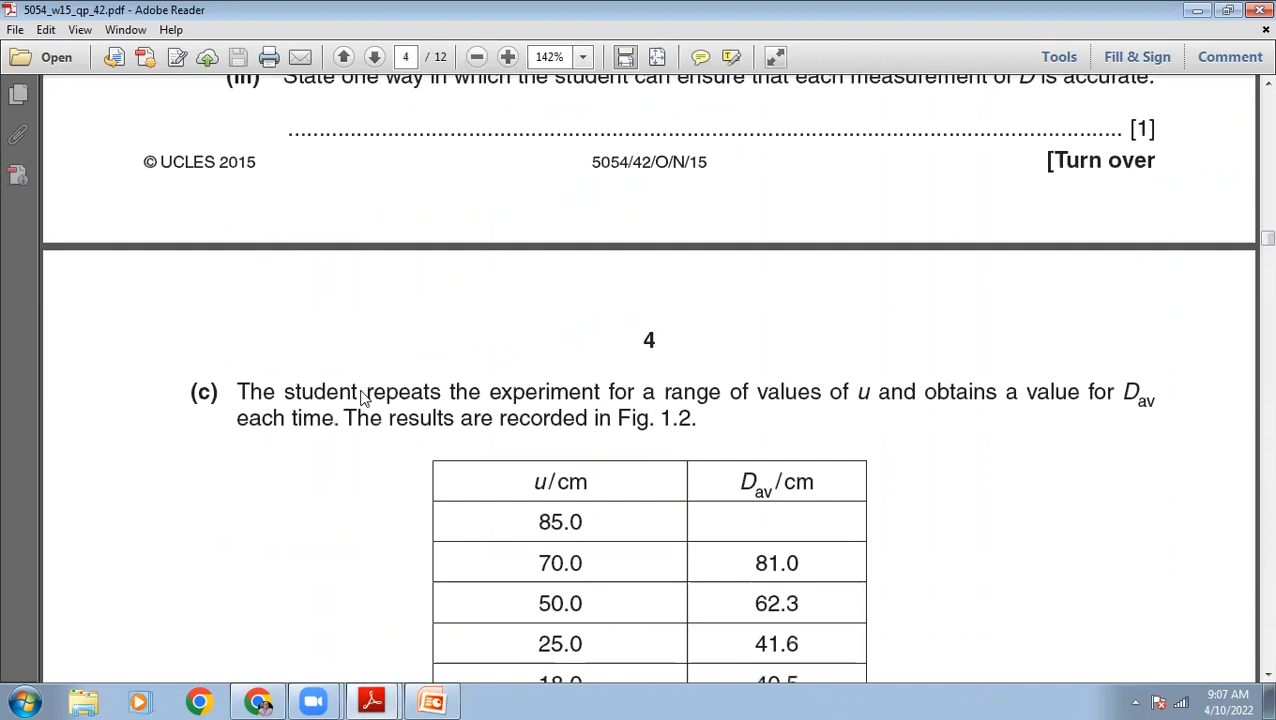 5054_w15_qp_42.pdf - Adobe Reader
File Edit View Window Help
Open 4 / 12 142% Tools Fill & Sign Comment
(iii) State one way in which the student can ensure that each measurement of D is accurate.
.................................................................................................................................. [1]
© UCLES 2015 5054/42/O/N/15 [Turn over
4
(c) The student repeats the experiment for a range of values of u and obtains a value for Dav
each time. The results are recorded in Fig. 1.2.
u/cm Dav/cm
85.0
70.0 81.0
50.0 62.3
25.0 41.6
18.0 40.5
9:07 AM
4/10/2022